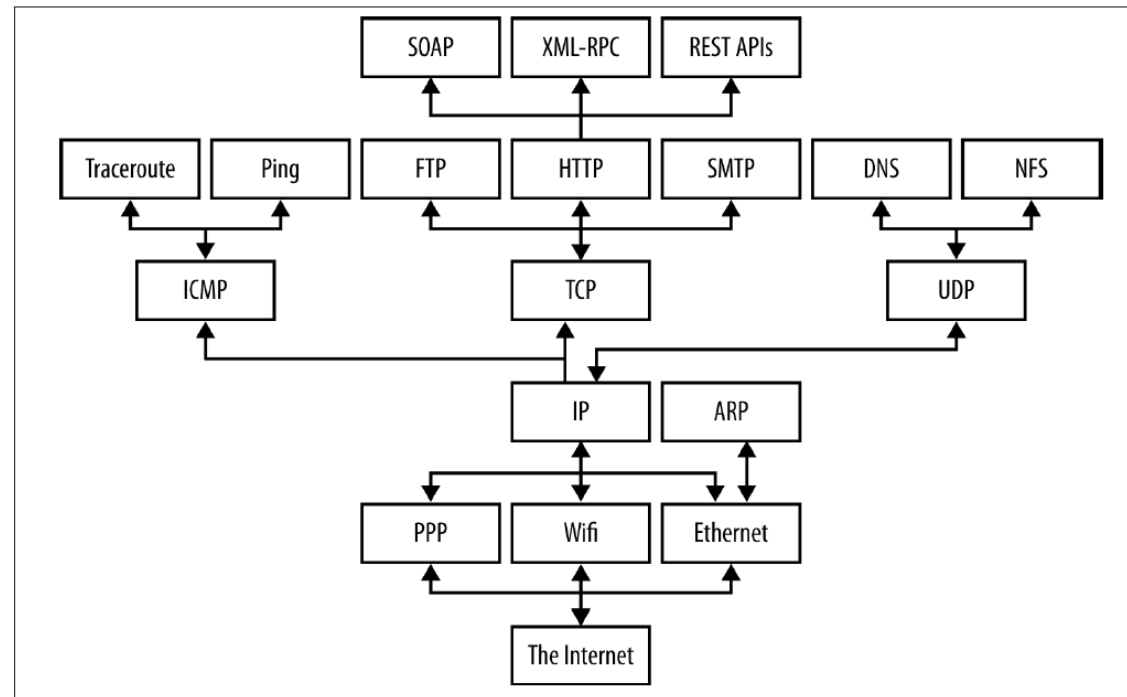 SOAP
XML-RPC
REST APIs
Traceroute
Ping
FTP
HTTP
SMTP
DNS
NFS
ICMP
TCP
UDP
IP
ARP
PPP
Wifi
Ethernet
The Internet